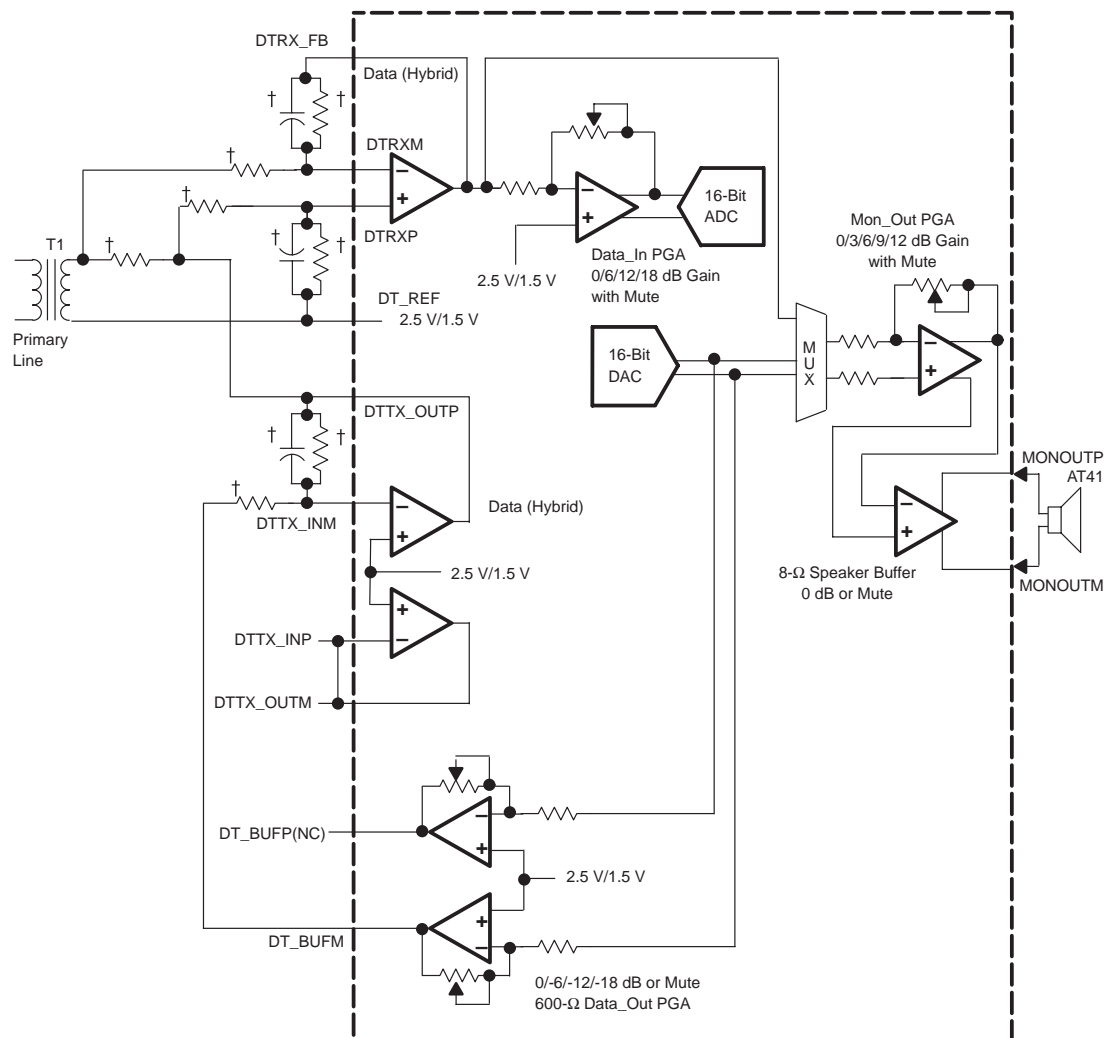 DTRX_FB
Data (Hybrid)
†
†
†
DTRXM
†
DTRXP
†
†
†
T1
DT_REF
2.5 V/1.5 V
Primary
Line
−
+
−
+
2.5 V/1.5 V
Data_In PGA
0/6/12/18 dB Gain
with Mute
16-Bit
ADC
Mon_Out PGA
0/3/6/9/12 dB Gain
with Mute
16-Bit
DAC
M
U
X
−
+
DTTX_OUTP
†
†
†
DTTX_INM
−
+
Data (Hybrid)
2.5 V/1.5 V
+
−
DTTX_INP
DTTX_OUTM
−
+
MONOUTP
AT41
MONOUTM
8-Ω Speaker Buffer
0 dB or Mute
DT_BUFP(NC)
−
+
2.5 V/1.5 V
+
−
DT_BUFM
0/-6/-12/-18 dB or Mute
600-Ω Data_Out PGA